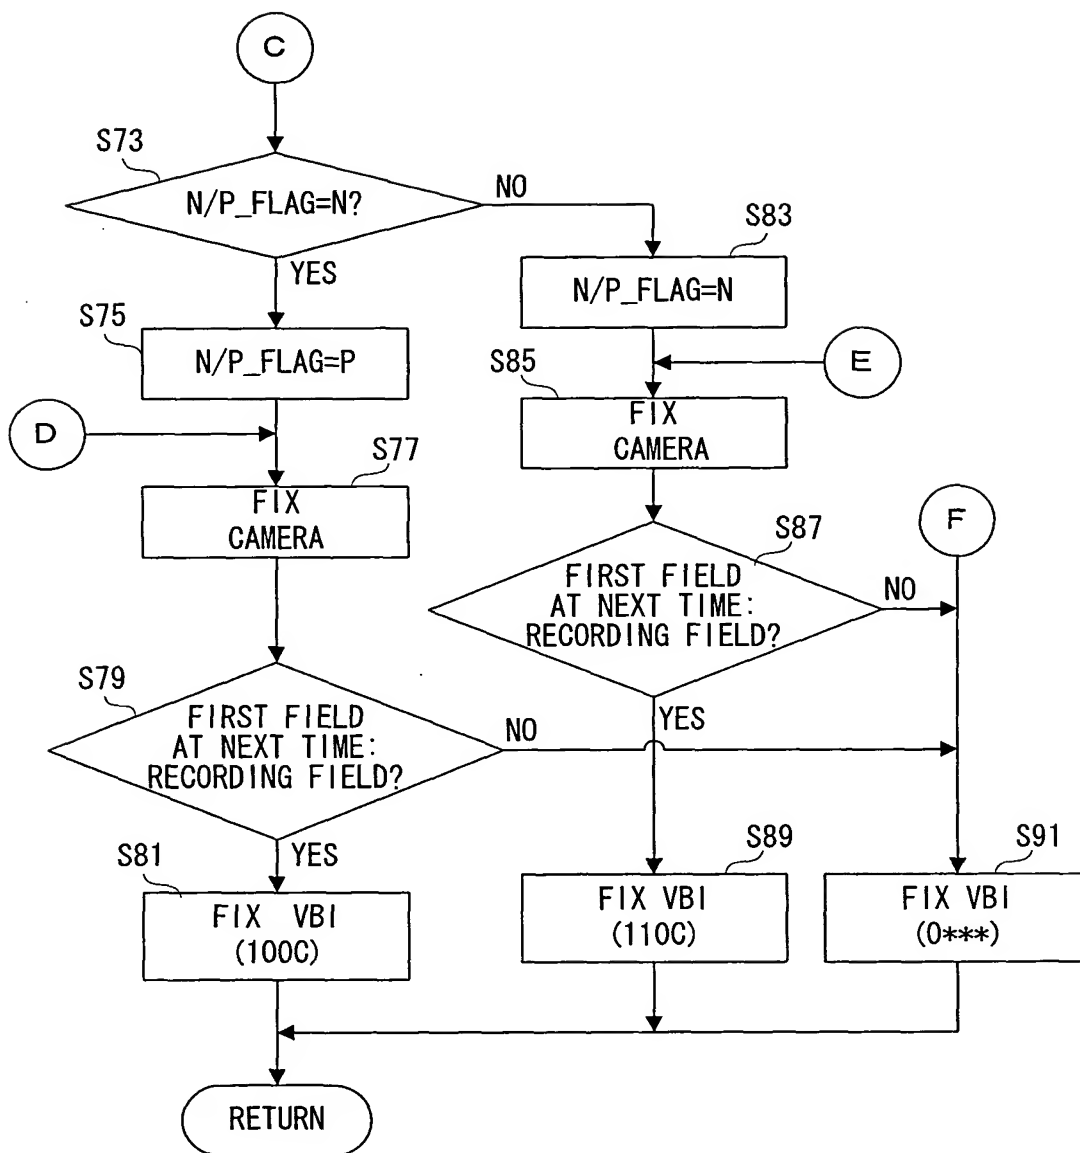 C
S73
N/P_FLAG=N?
NO
YES
S83
N/P_FLAG=N
S75
N/P_FLAG=P
E
S85
FIX
CAMERA
D
S77
FIX
CAMERA
F
S87
FIRST FIELD
AT NEXT TIME:
RECORDING FIELD?
NO
YES
S79
FIRST FIELD
AT NEXT TIME:
RECORDING FIELD?
NO
YES
S81
FIX VBI
(100C)
S89
FIX VBI
(110C)
S91
FIX VBI
(0***)
RETURN